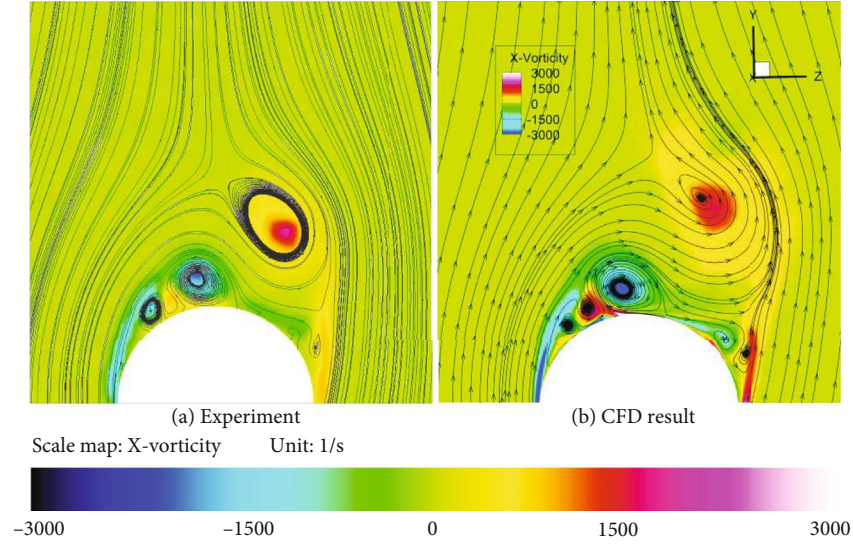 X-Vorticity
3000
1500
0
-1500
-3000
Y
X
Z
(a) Experiment
(b) CFD result
Scale map: X-vorticity Unit: 1/s
–3000 –1500 0 1500 3000